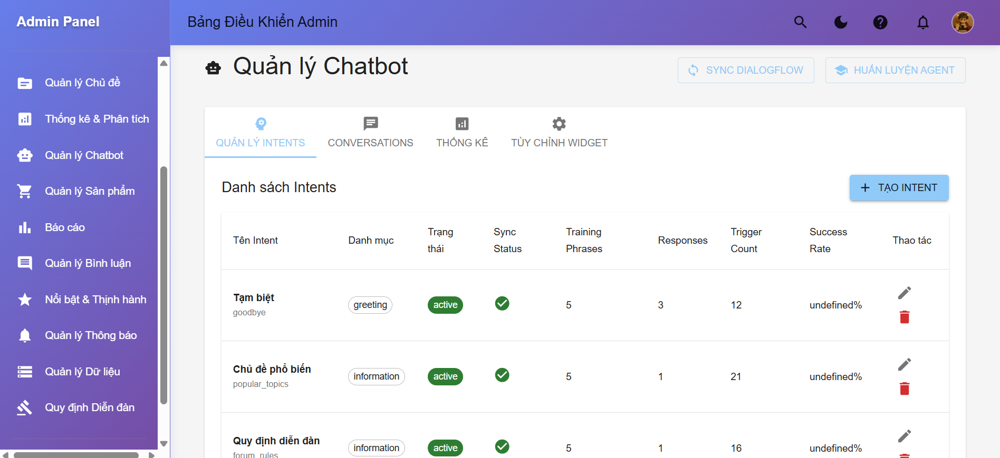 Admin Panel
Bảng Điều Khiển Admin
Quản lý Chủ đề
Thống kê & Phân tích
Quản lý Chatbot
Quản lý Sản phẩm
Báo cáo
Quản lý Bình luận
Nổi bật & Thịnh hành
Quản lý Thông báo
Quản lý Dữ liệu
Quy định Diễn đàn
Quản lý Chatbot
SYNC DIALOGFLOW
HUẤN LUYỆN AGENT
QUẢN LÝ INTENTS
CONVERSATIONS
THỐNG KÊ
TÙY CHỈNH WIDGET
Danh sách Intents
TẠO INTENT
Tên Intent
Danh mục
Trạng
thái
Sync
Status
Training
Phrases
Responses
Trigger
Count
Success
Rate
Thao tác
Tạm biệt
goodbye
greeting
active
5
3
12
undefined%
Chủ đề phổ biến
popular_topics
information
active
5
1
21
undefined%
Quy định diễn đàn
forum_rules
information
active
5
1
16
undefined%